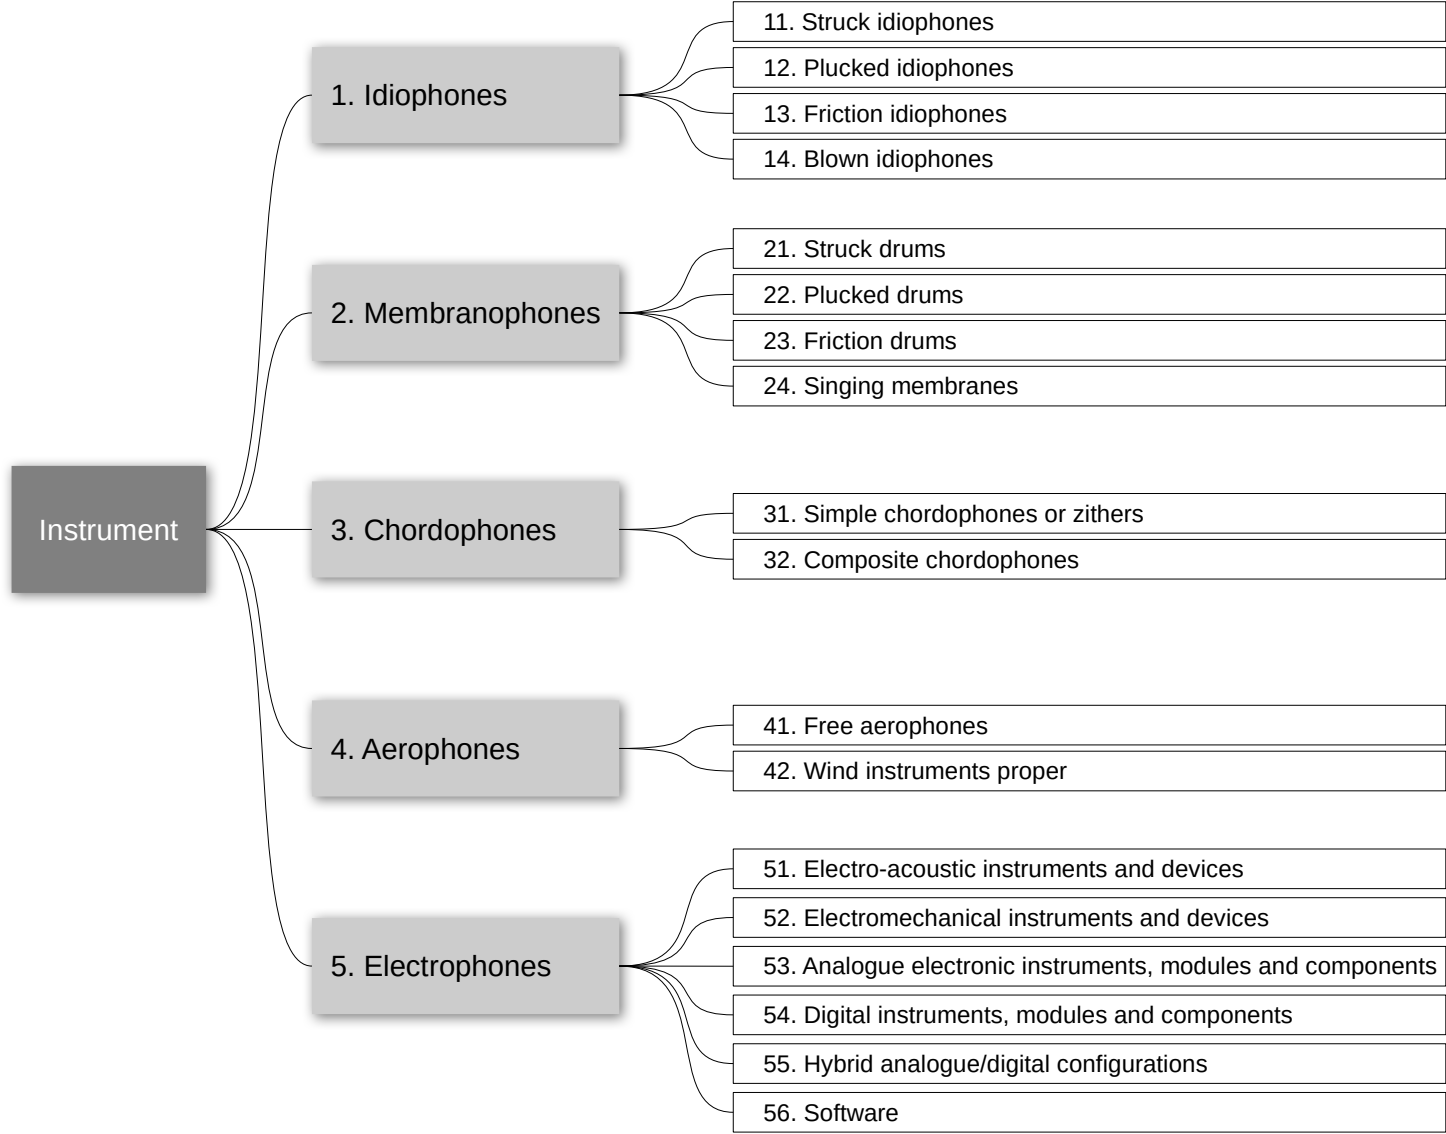 Instrument
1. Idiophones
11. Struck idiophones
12. Plucked idiophones
13. Friction idiophones
14. Blown idiophones
2. Membranophones
21. Struck drums
22. Plucked drums
23. Friction drums
24. Singing membranes
3. Chordophones
31. Simple chordophones or zithers
32. Composite chordophones
4. Aerophones
41. Free aerophones
42. Wind instruments proper
5. Electrophones
51. Electro-acoustic instruments and devices
52. Electromechanical instruments and devices
53. Analogue electronic instruments, modules and components
54. Digital instruments, modules and components
55. Hybrid analogue/digital configurations
56. Software